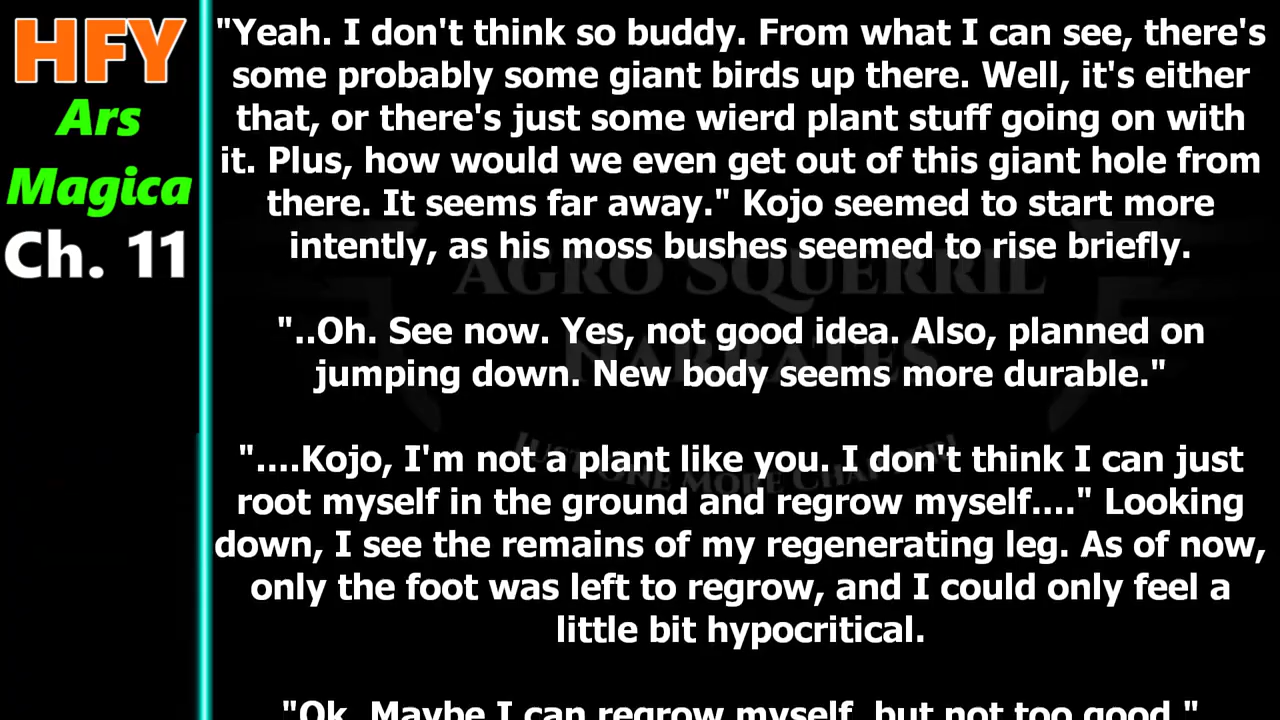 HFY
Ars
Magica
Ch. 11
"Yeah. I don't think so buddy. From what I can see, there's
some probably some giant birds up there. Well, it's either
that, or there's just some wierd plant stuff going on with
it. Plus, how would we even get out of this giant hole from
there. It seems far away." Kojo seemed to start more
intently, as his moss bushes seemed to rise briefly.
"..Oh. See now. Yes, not good idea. Also, planned on
jumping down. New body seems more durable."
"....Kojo, I'm not a plant like you. I don't think I can just
root myself in the ground and regrow myself...." Looking
down, I see the remains of my regenerating leg. As of now,
only the foot was left to regrow, and I could only feel a
little bit hypocritical.
"Ok. Maybe I can regrow myself, but not too good."
AGRO SQUERRIL
NARRATES
JUST ONE MORE CHAPTER!